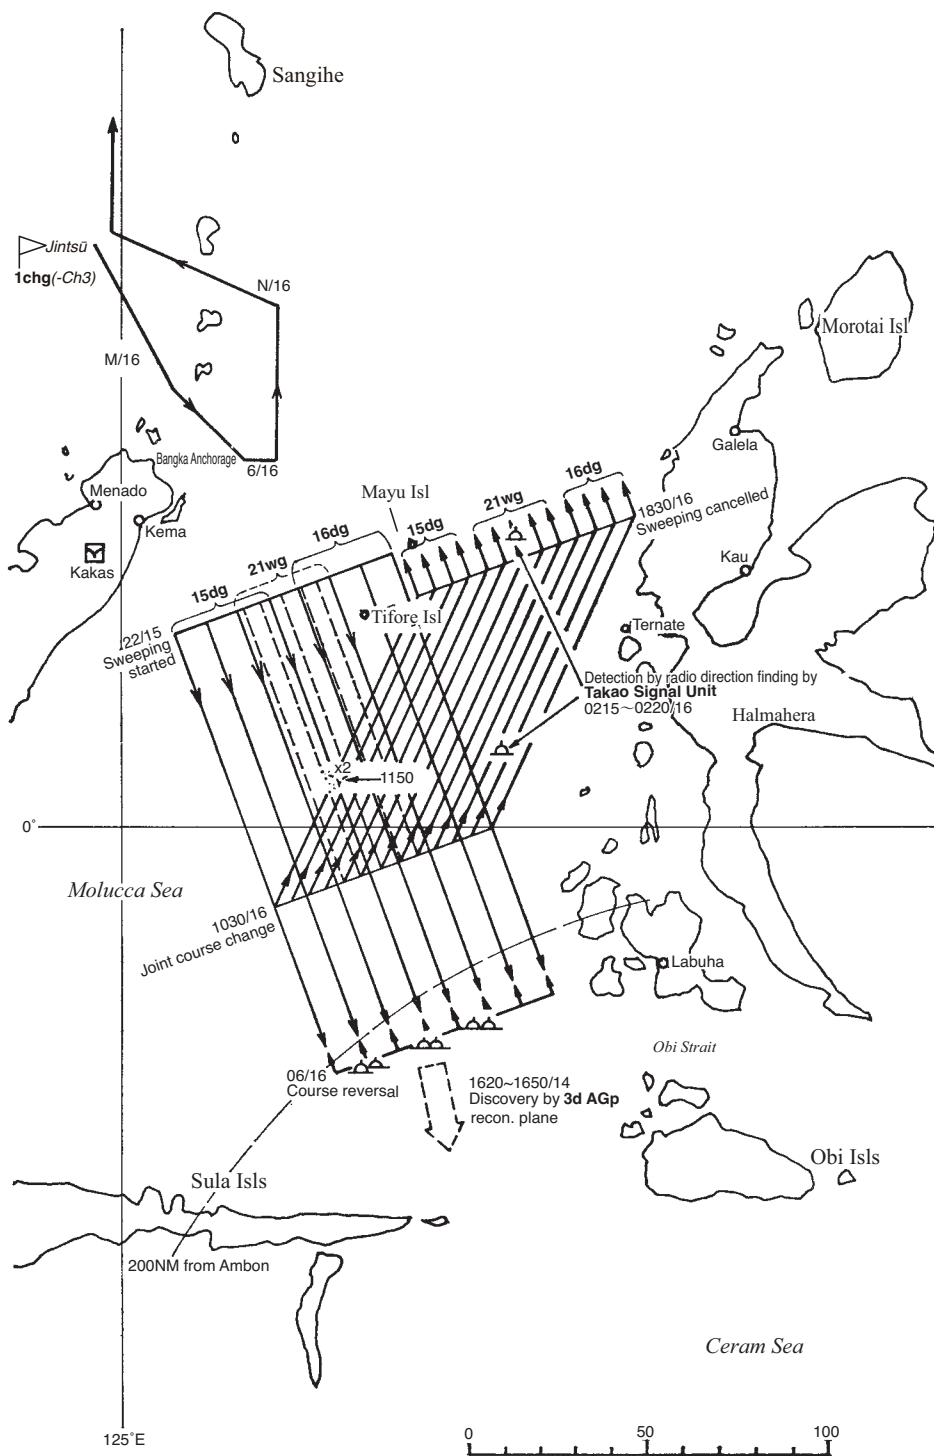 Sangihe
Jintsū
1chg(-Ch3)
N/16
Morotai Isl
M/16
Bangka Anchorage
6/16
Galela
Menado
Kema
Kakas
Mayu Isl
15dg
21wg
16dg
1830/16
Sweeping cancelled
Kau
15dg
21wg
16dg
22/15
Sweeping
started
Tifore Isl
Ternate
Detection by radio direction finding by
Takao Signal Unit
0215~0220/16
Halmahera
x2
1150
0°
Molucca Sea
1030/16
Joint course change
Labuha
Obi Strait
06/16
Course reversal
1620~1650/14
Discovery by 3d AGp
recon. plane
Obi Isls
Sula Isls
200NM from Ambon
Ceram Sea
125°E
0
50
100